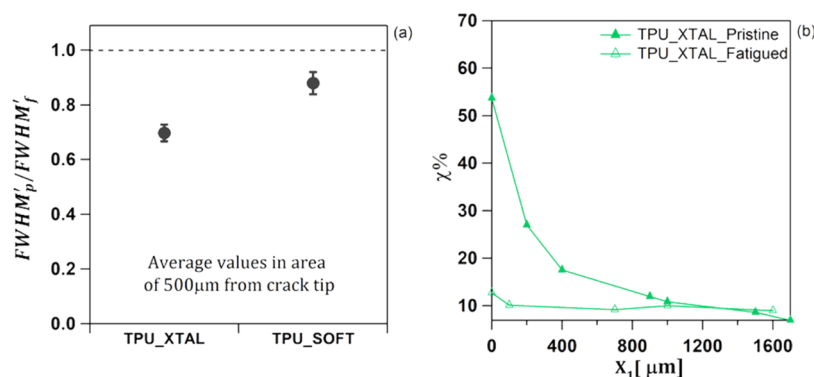 (a)
FWHM'p/FWHM'f
1.0
0.8
0.6
0.4
0.2
0.0
Average values in area
of 500μm from crack tip
TPU_XTAL
TPU_SOFT
(b)
TPU_XTAL_Pristine
TPU_XTAL_Fatigued
χ%
70
60
50
40
30
20
10
0
400
800
1200
1600
X1[ μm]